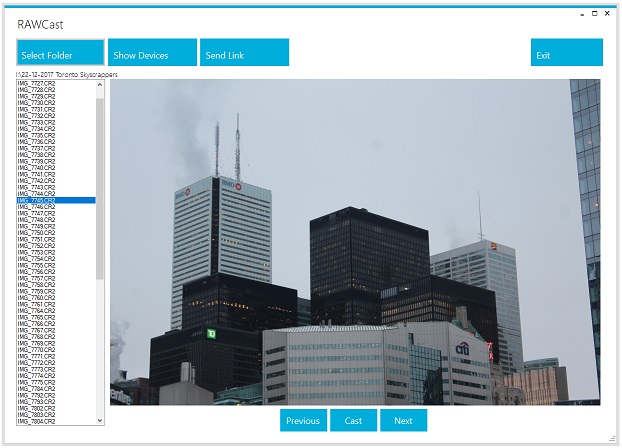 RAWCast
Select Folder
Show Devices
Send Link
Exit
I:\22-12-2017 Toronto Skyscrappers
IMG_7727.CR2
IMG_7728.CR2
IMG_7729.CR2
IMG_7730.CR2
IMG_7731.CR2
IMG_7732.CR2
IMG_7733.CR2
IMG_7734.CR2
IMG_7735.CR2
IMG_7736.CR2
IMG_7737.CR2
IMG_7738.CR2
IMG_7739.CR2
IMG_7740.CR2
IMG_7741.CR2
IMG_7742.CR2
IMG_7743.CR2
IMG_7744.CR2
IMG_7745.CR2
IMG_7746.CR2
IMG_7747.CR2
IMG_7748.CR2
IMG_7749.CR2
IMG_7750.CR2
IMG_7751.CR2
IMG_7752.CR2
IMG_7753.CR2
IMG_7754.CR2
IMG_7755.CR2
IMG_7756.CR2
IMG_7757.CR2
IMG_7758.CR2
IMG_7759.CR2
IMG_7760.CR2
IMG_7761.CR2
IMG_7764.CR2
IMG_7765.CR2
IMG_7766.CR2
IMG_7767.CR2
IMG_7768.CR2
IMG_7769.CR2
IMG_7770.CR2
IMG_7771.CR2
IMG_7772.CR2
IMG_7773.CR2
IMG_7774.CR2
IMG_7775.CR2
IMG_7784.CR2
IMG_7792.CR2
IMG_7793.CR2
IMG_7802.CR2
IMG_7803.CR2
IMG_7804.CR2
BMO
BMO
TD
citi
Previous
Cast
Next